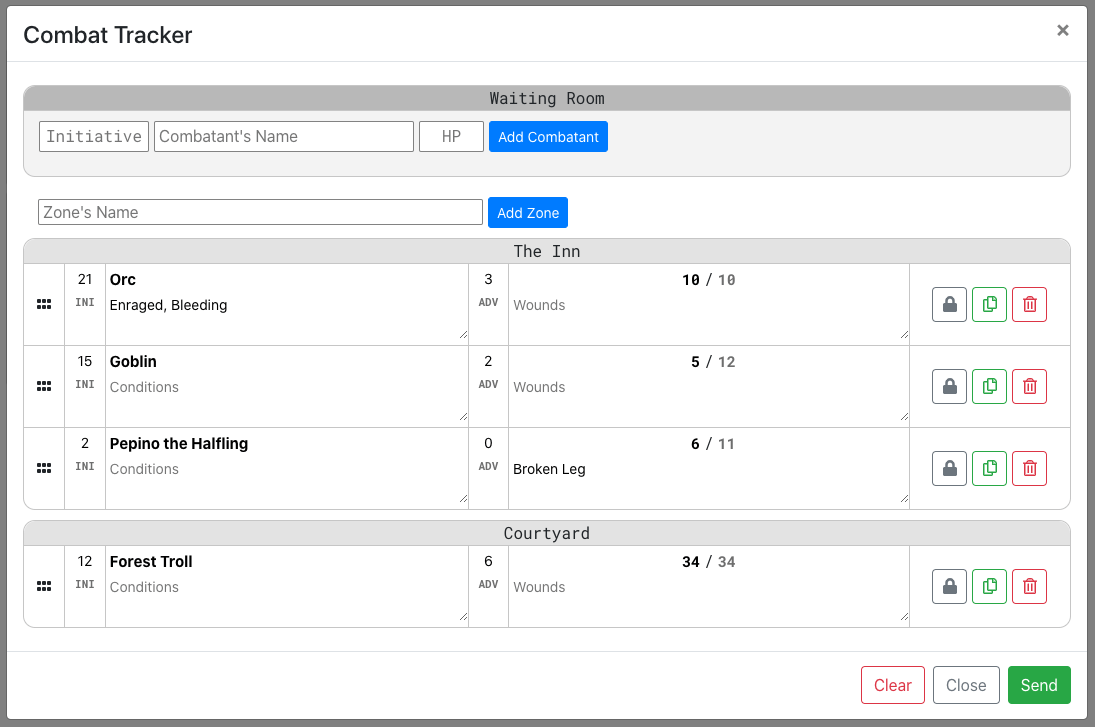 Combat Tracker ×
Waiting Room
Initiative Combatant's Name HP Add Combatant
Zone's Name Add Zone
The Inn
21 Orc 3 10 / 10
INI Enraged, Bleeding ADV Wounds
15 Goblin 2 5 / 12
INI Conditions ADV Wounds
2 Pepino the Halfling 0 6 / 11
INI Conditions ADV Broken Leg
Courtyard
12 Forest Troll 6 34 / 34
INI Conditions ADV Wounds
Clear Close Send